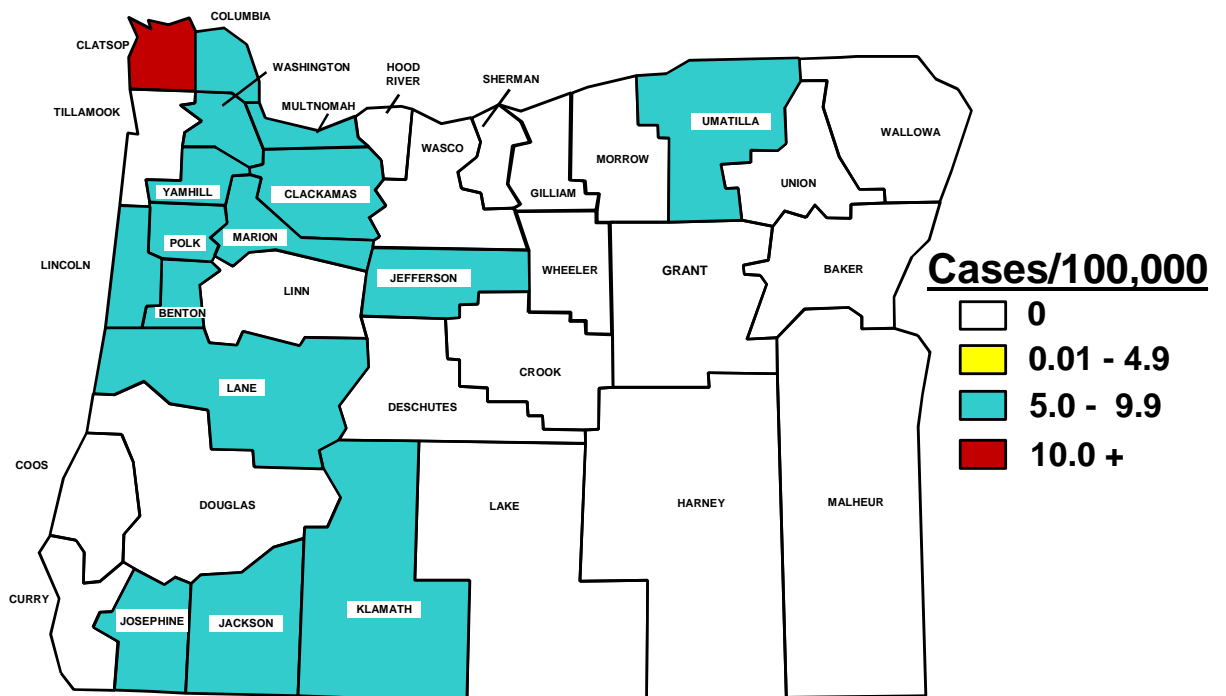 COLUMBIA
CLATSOP
WASHINGTON
HOOD
RIVER
SHERMAN
TILLAMOOK
MULTNOMAH
UMATILLA
WALLOWA
WASCO
MORROW
GILLIAM
UNION
YAMHILL
CLACKAMAS
POLK
MARION
LINCOLN
JEFFERSON
WHEELER
GRANT
BAKER
LINN
BENTON
CROOK
LANE
DESCHUTES
COOS
DOUGLAS
LAKE
HARNEY
MALHEUR
CURRY
JOSEPHINE
JACKSON
KLAMATH
Cases/100,000
0
0.01 - 4.9
5.0 - 9.9
10.0 +